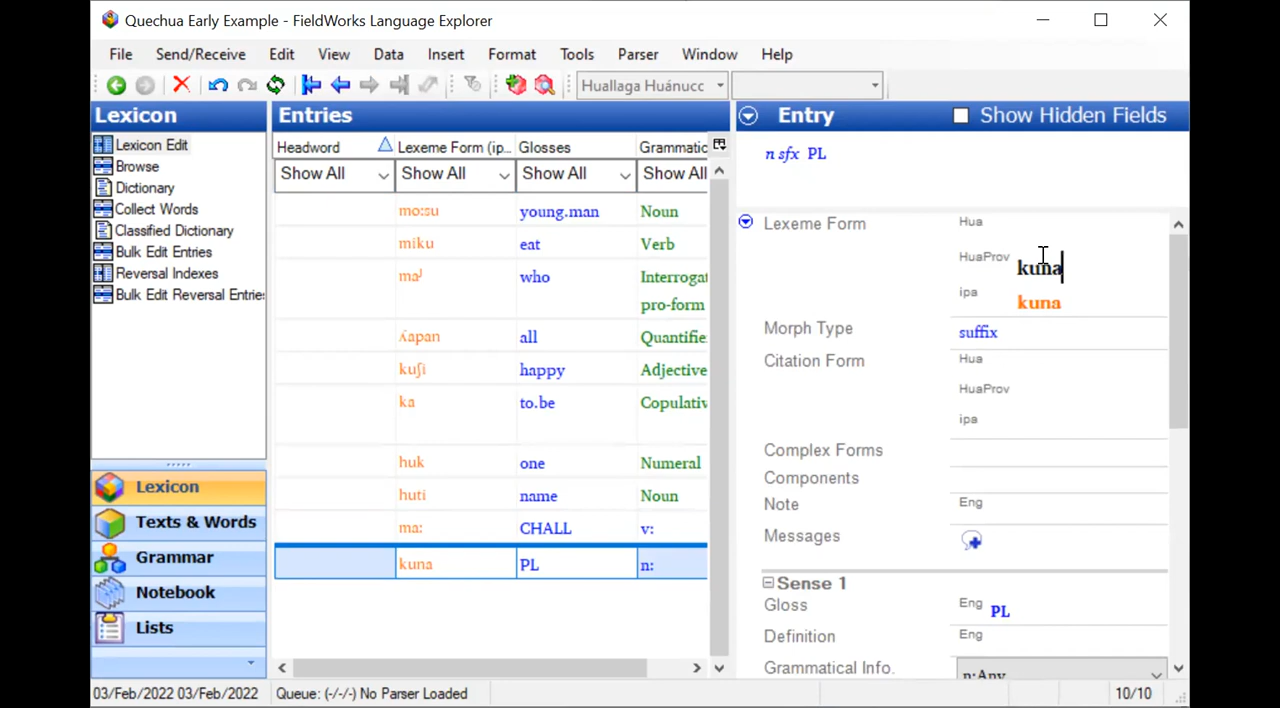 Quechua Early Example - FieldWorks Language Explorer
File Send/Receive Edit View Data Insert Format Tools Parser Window Help
Huallaga Huánucc
Lexicon
Lexicon Edit
Browse
Dictionary
Collect Words
Classified Dictionary
Bulk Edit Entries
Reversal Indexes
Bulk Edit Reversal Entries
Lexicon
Texts & Words
Grammar
Notebook
Lists
Entries
Headword Lexeme Form (ip... Glosses Grammatic
Show All Show All Show All Show All
moːsu young.man Noun
miku eat Verb
maʲ who Interrogat
pro-form
ʎapan all Quantifie
kuʃi happy Adjective
ka to.be Copulativ
huk one Numeral
huti name Noun
maː CHALL v:
kuna PL n:
Entry Show Hidden Fields
n sfx PL
Lexeme Form Hua
HuaProv kuna
ipa kuna
Morph Type suffix
Citation Form Hua
HuaProv
ipa
Complex Forms
Components
Note Eng
Messages
Sense 1
Gloss Eng PL
Definition Eng
Grammatical Info. n:Any
03/Feb/2022 03/Feb/2022 Queue: (-/-/-) No Parser Loaded 10/10